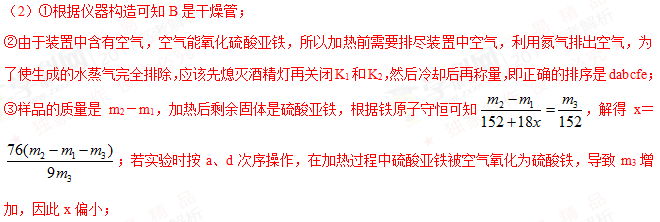 （2）①根据仪器构造可知 B 是干燥管；
②由于装置中含有空气，空气能氧化硫酸亚铁，所以加热前需要排尽装置中空气，利用氮气排出空气，为
了使生成的水蒸气完全排除，应该先熄灭酒精灯再关闭 K₁ 和 K₂，然后冷却后再称量，即正确的排序是 dabcfe；
③样品的质量是 m₂－m₁，加热后剩余固体是硫酸亚铁，根据铁原子守恒可知 (m₂－m₁)/(152＋18x)＝m₃/152，解得 x＝
76(m₂－m₁－m₃)/9m₃；若实验时按 a、d 次序操作，在加热过程中硫酸亚铁被空气氧化为硫酸铁，导致 m₃ 增
加，因此 x 偏小；